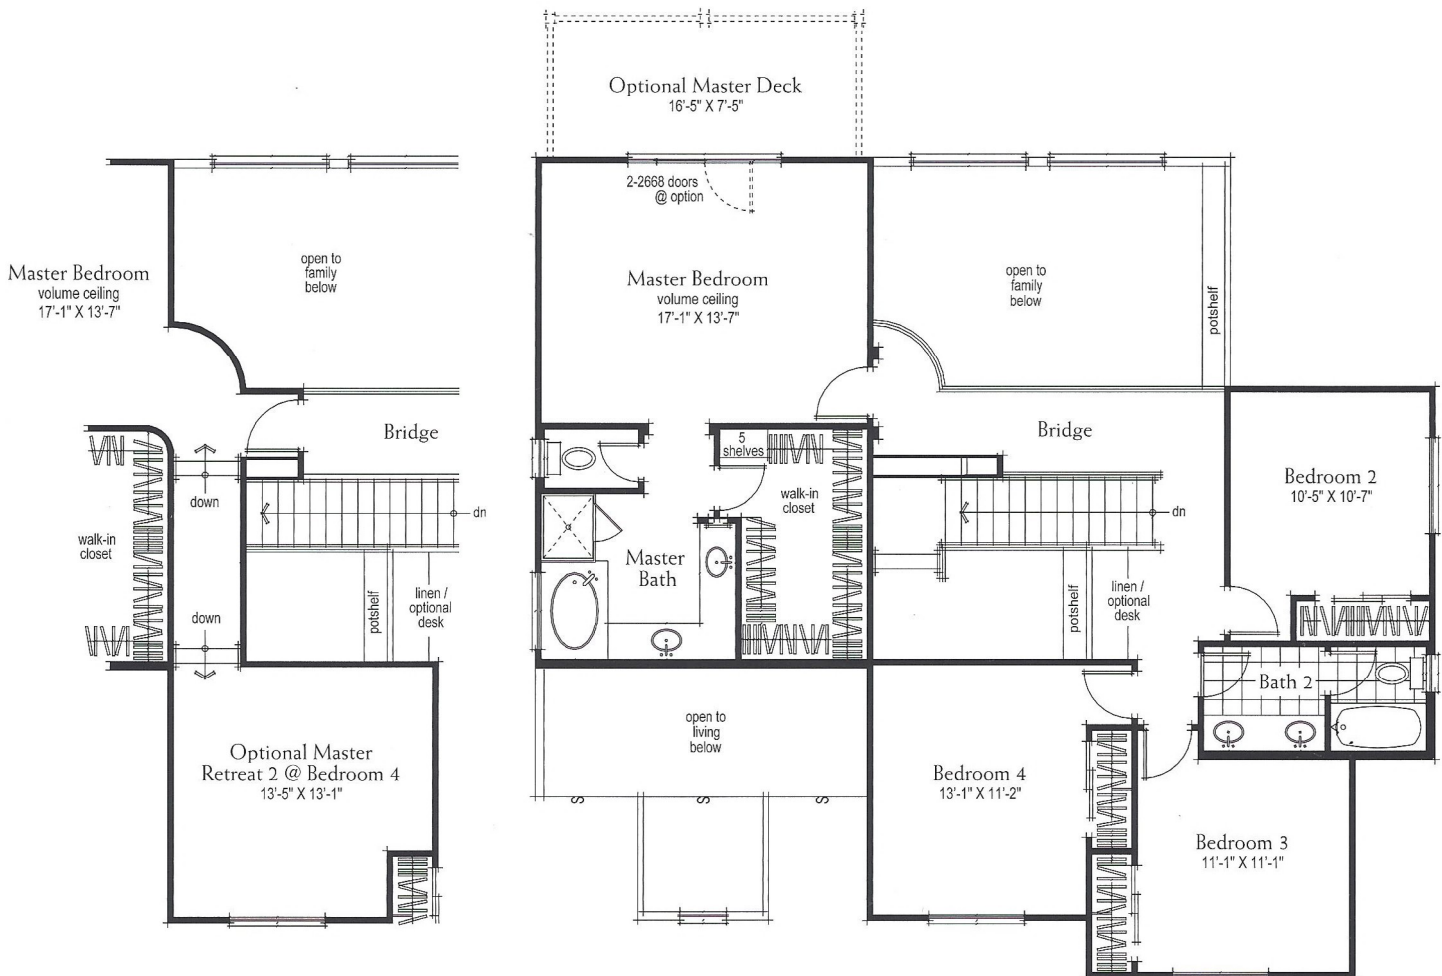 Optional Master Deck
16'-5" X 7'-5"
2-2668 doors
@ option
Master Bedroom
volume ceiling
17'-1" X 13'-7"
open to
family
below
Bridge
down
walk-in
closet
dn
down
potshelf
linen /
optional
desk
Optional Master
Retreat 2 @ Bedroom 4
13'-5" X 13'-1"
Master Bedroom
volume ceiling
17'-1" X 13'-7"
open to
family
below
potshelf
5
shelves
walk-in
closet
Bridge
Bedroom 2
10'-5" X 10'-7"
dn
Master
Bath
potshelf
linen /
optional
desk
Bath 2
open to
living
below
S
S
S
Bedroom 4
13'-1" X 11'-2"
Bedroom 3
11'-1" X 11'-1"